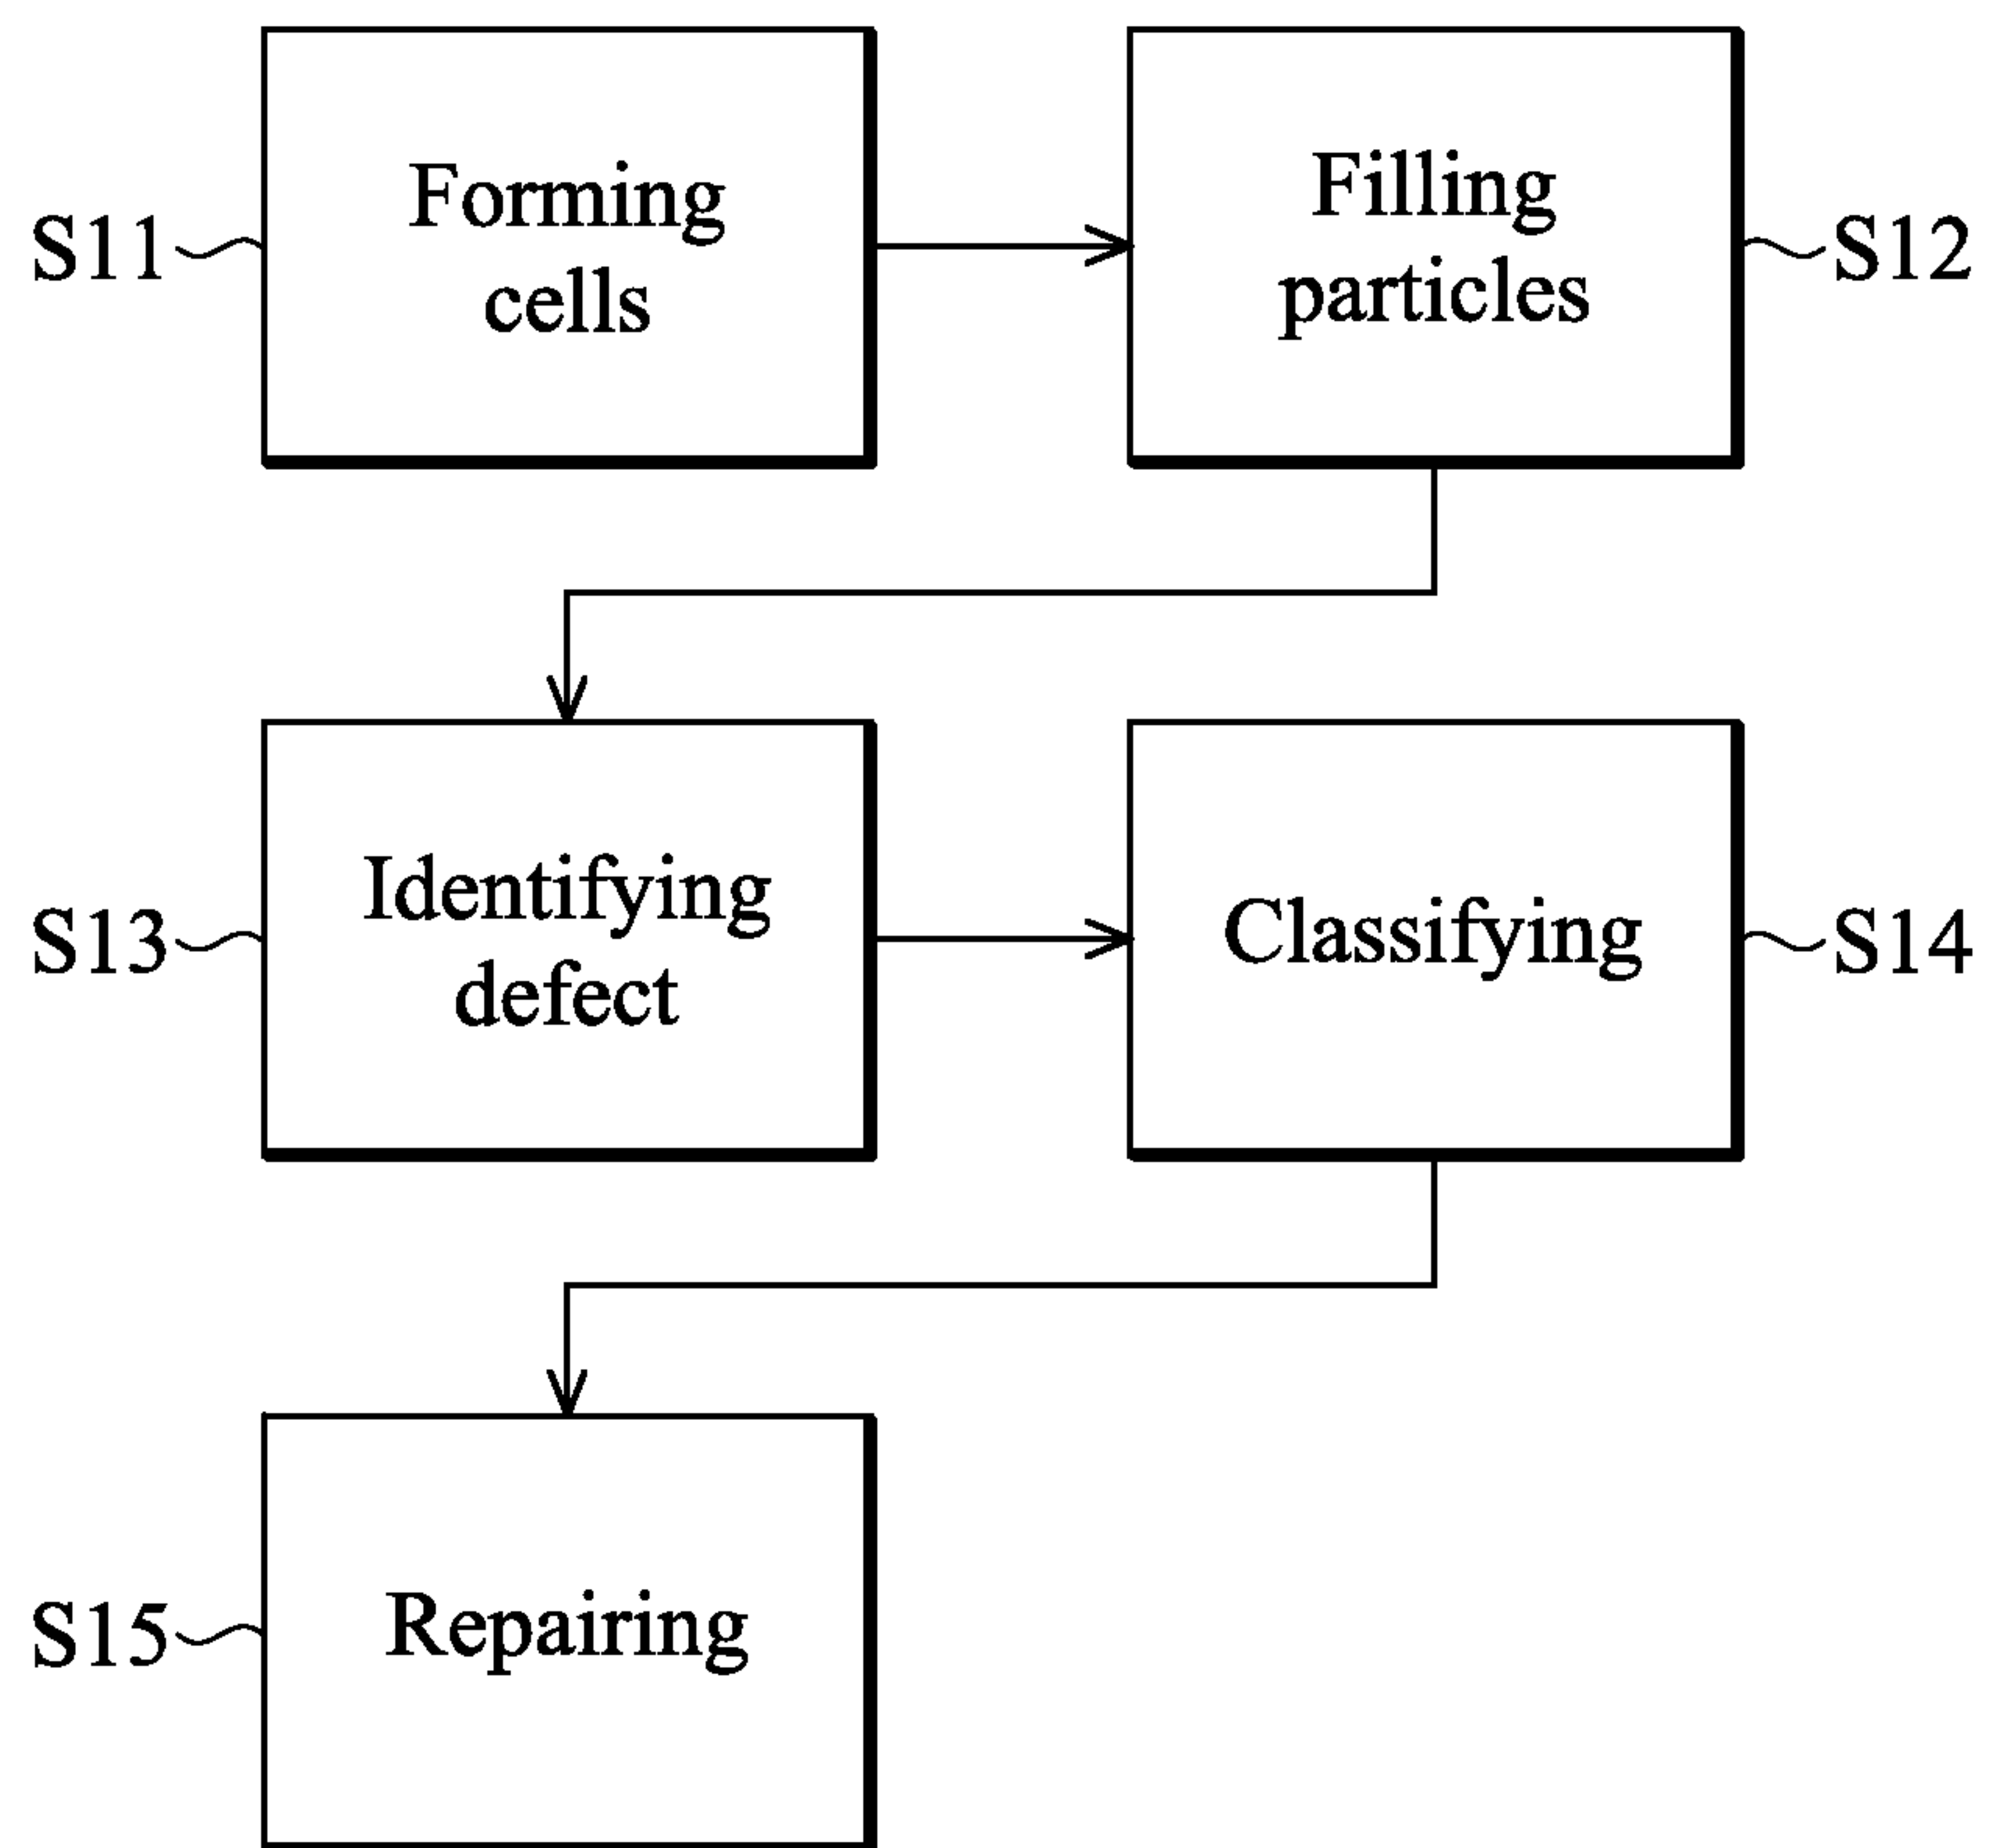 S11
Forming
cells
Filling
particles
S12
S13
Identifying
defect
Classifying
S14
S15
Repairing